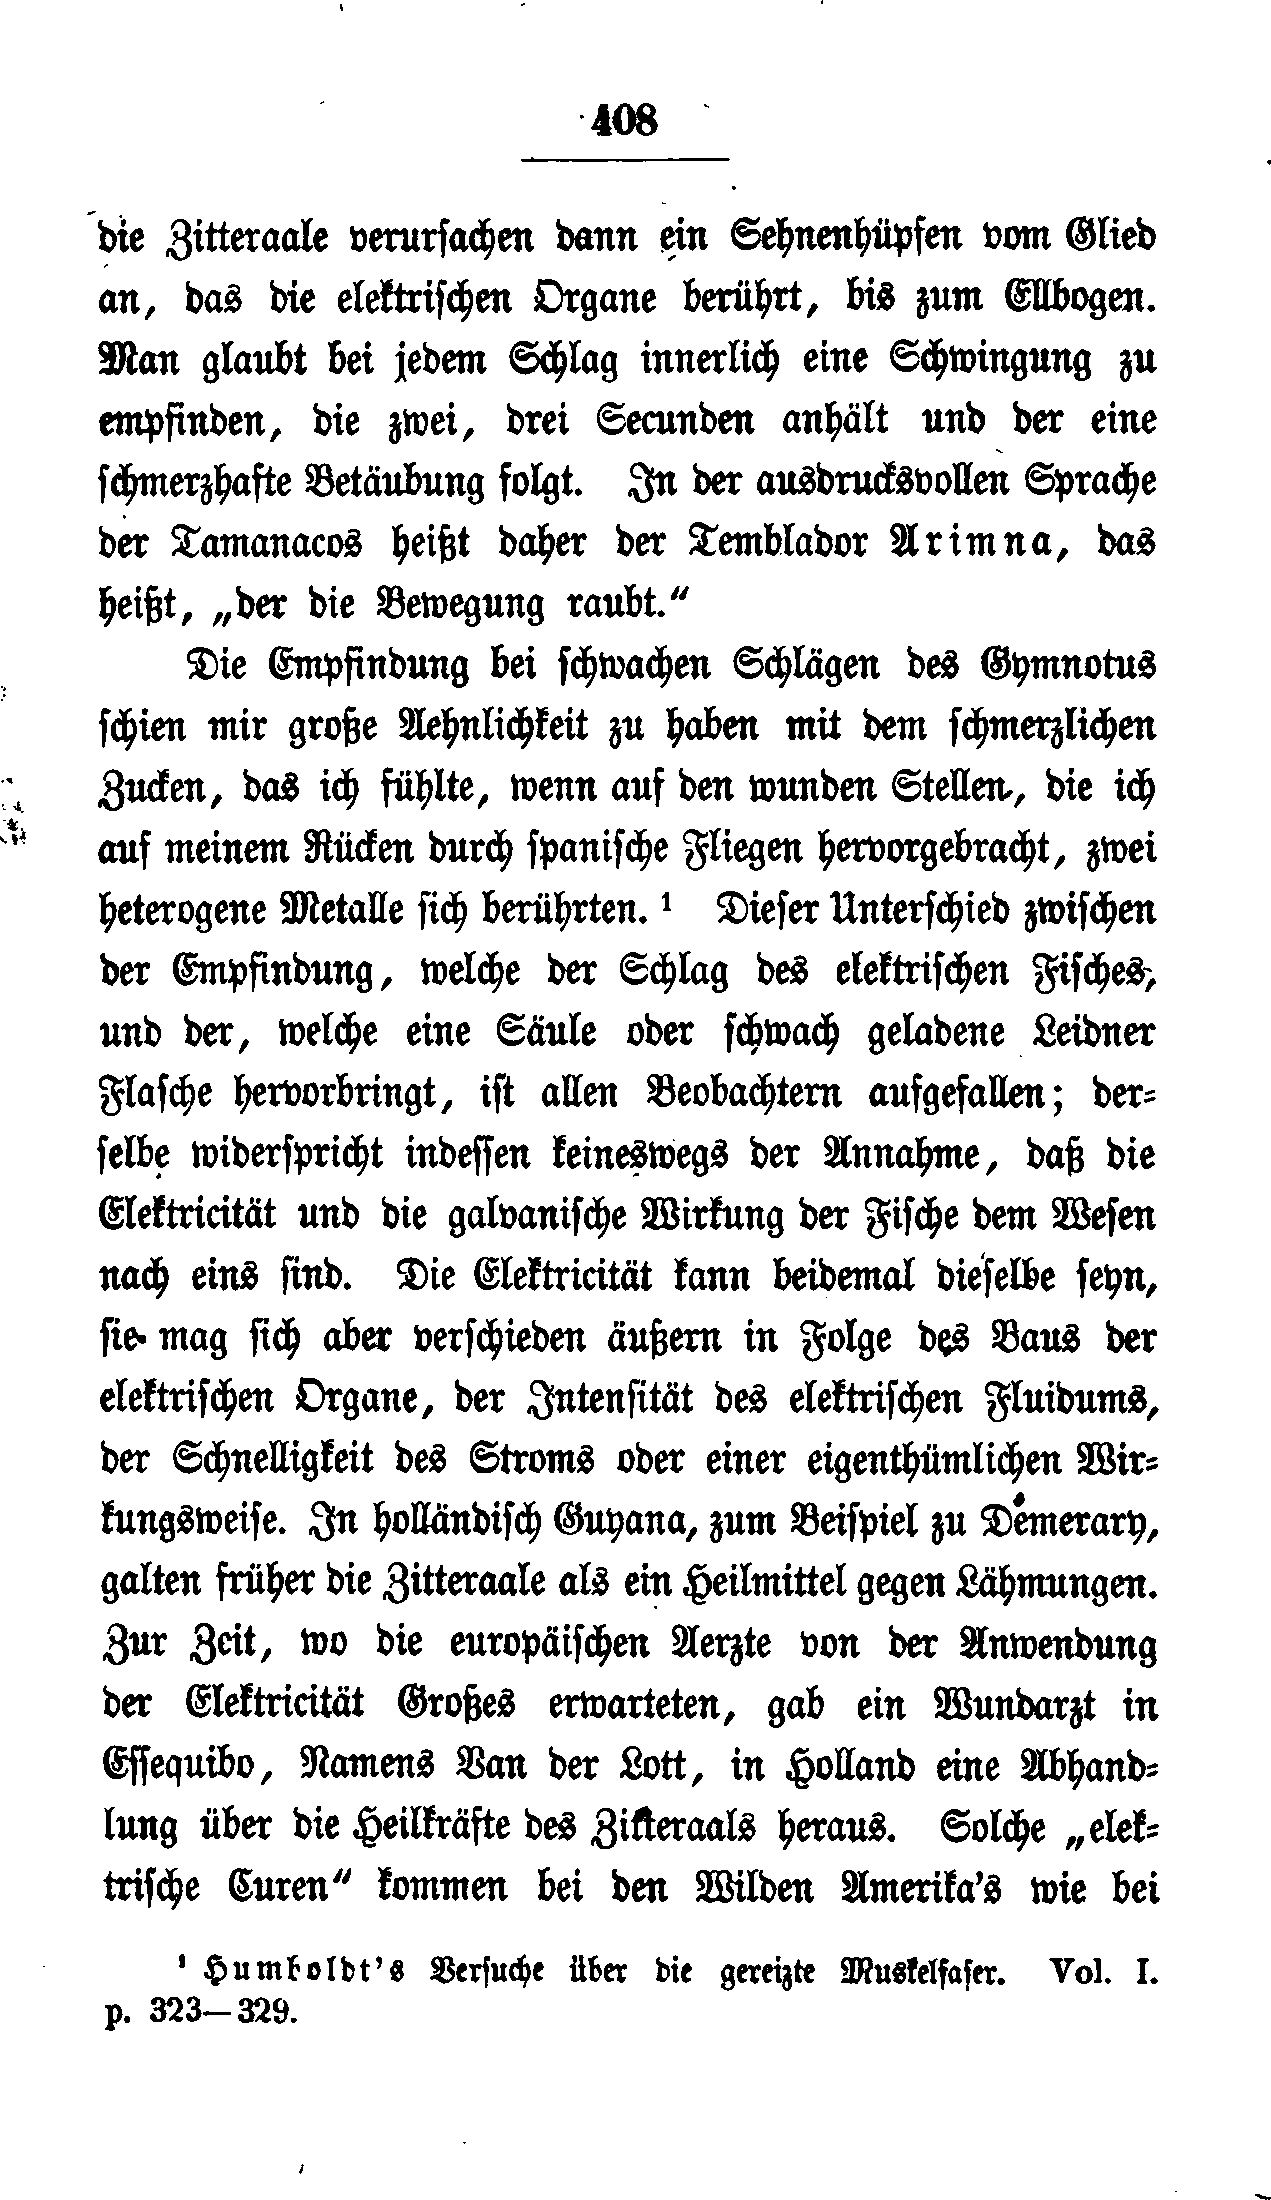 408
die Zitteraale verursachen dann ein Sehnenhüpfen vom Glied
an, das die elektrischen Organe berührt, bis zum Ellbogen.
Man glaubt bei jedem Schlag innerlich eine Schwingung zu
empfinden, die zwei, drei Secunden anhält und der eine
schmerzhafte Betäubung folgt. In der ausdrucksvollen Sprache
der Tamanacos heißt daher der Temblador Arimna, das
heißt, „der die Bewegung raubt.“
Die Empfindung bei schwachen Schlägen des Gymnotus
schien mir große Aehnlichkeit zu haben mit dem schmerzlichen
Zucken, das ich fühlte, wenn auf den wunden Stellen, die ich
auf meinem Rücken durch spanische Fliegen hervorgebracht, zwei
heterogene Metalle sich berührten. ¹ Dieser Unterschied zwischen
der Empfindung, welche der Schlag des elektrischen Fisches,
und der, welche eine Säule oder schwach geladene Leidner
Flasche hervorbringt, ist allen Beobachtern aufgefallen; der-
selbe widerspricht indessen keineswegs der Annahme, daß die
Elektricität und die galvanische Wirkung der Fische dem Wesen
nach eins sind. Die Elektricität kann beidemal dieselbe seyn,
sie mag sich aber verschieden äußern in Folge des Baus der
elektrischen Organe, der Intensität des elektrischen Fluidums,
der Schnelligkeit des Stroms oder einer eigenthümlichen Wir-
kungsweise. In holländisch Guyana, zum Beispiel zu Démerary,
galten früher die Zitteraale als ein Heilmittel gegen Lähmungen.
Zur Zeit, wo die europäischen Aerzte von der Anwendung
der Elektricität Großes erwarteten, gab ein Wundarzt in
Essequibo, Namens Van der Lott, in Holland eine Abhand-
lung über die Heilkräfte des Zitteraals heraus. Solche „elek-
trische Curen“ kommen bei den Wilden Amerika's wie bei
¹ Humboldt's Versuche über die gereizte Muskelfaser. Vol. I.
p. 323—329.